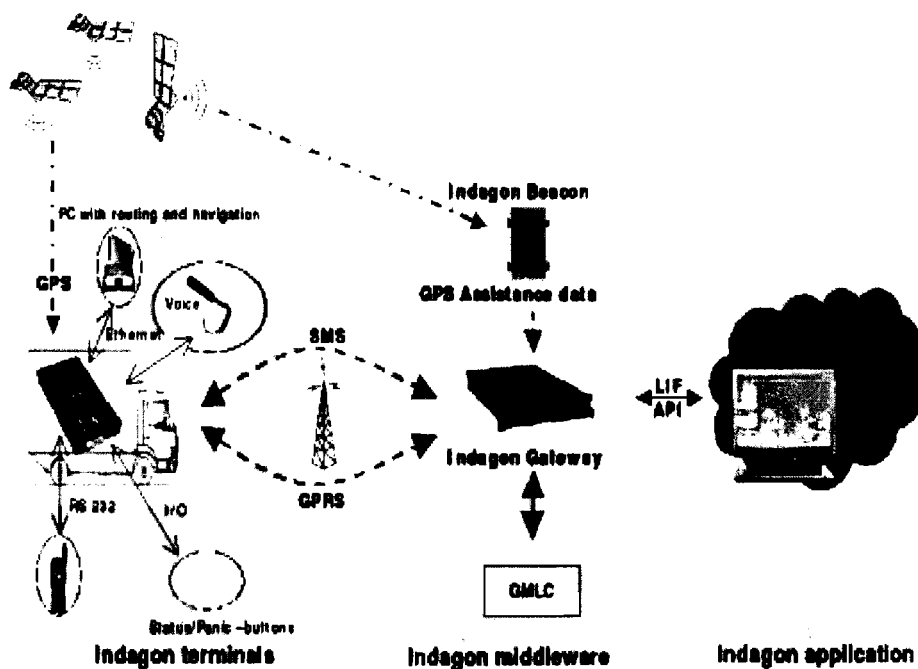 Indagon Beacon
PC with routing and navigation
GPS
GPS Assistance data
Voice
Ethernet
SMS
LIF
API
Indagon Gateway
GPRS
RS 232
I/O
GMLC
Status/Panic -buttons
Indagon terminals
Indagon middleware
Indagon application